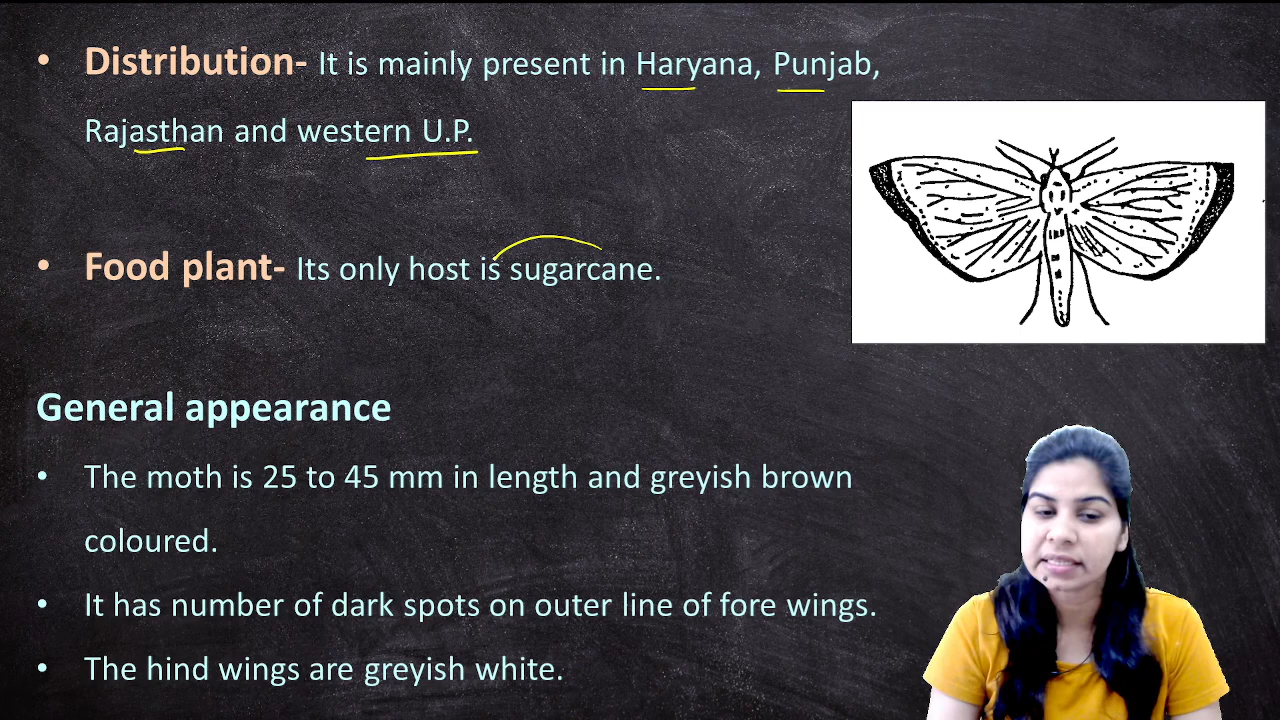 • Distribution- It is mainly present in Haryana, Punjab,
Rajasthan and western U.P.
• Food plant- Its only host is sugarcane.
General appearance
• The moth is 25 to 45 mm in length and greyish brown
coloured.
• It has number of dark spots on outer line of fore wings.
• The hind wings are greyish white.